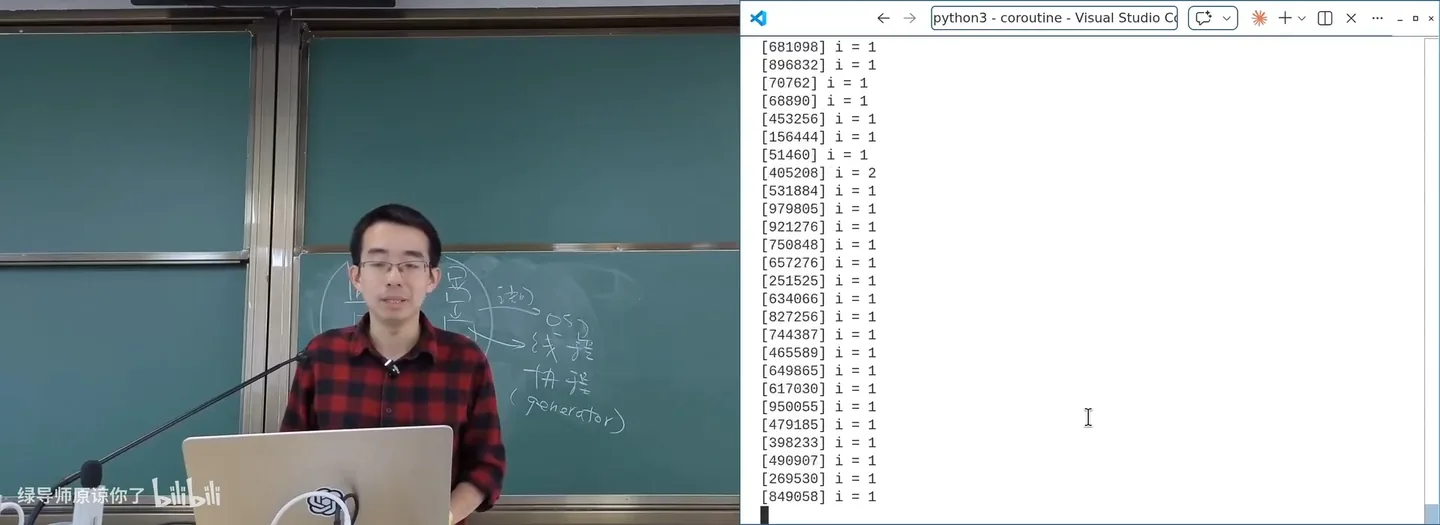 线程
协程
(generator)
绿导师原谅你了 bilibili
python3 - coroutine - Visual Studio Co
[681098] i = 1
[896832] i = 1
[70762] i = 1
[68890] i = 1
[453256] i = 1
[156444] i = 1
[51460] i = 1
[405208] i = 2
[531884] i = 1
[979805] i = 1
[921276] i = 1
[750848] i = 1
[657276] i = 1
[251525] i = 1
[634066] i = 1
[827256] i = 1
[744387] i = 1
[465589] i = 1
[649865] i = 1
[617030] i = 1
[950055] i = 1
[479185] i = 1
[398233] i = 1
[490907] i = 1
[269530] i = 1
[849058] i = 1